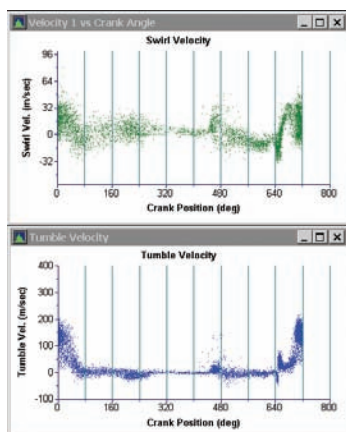 Velocity 1 vs Crank Angle
Swirl Velocity
Swirl Vel. (m/sec)
96
64
32
0
-32
0 160 320 480 640 800
Crank Position (deg)
Tumble Velocity
Tumble Velocity
Tumble Vel. (m/sec)
400
300
200
100
0
-100
0 160 320 480 640 800
Crank Position (deg)